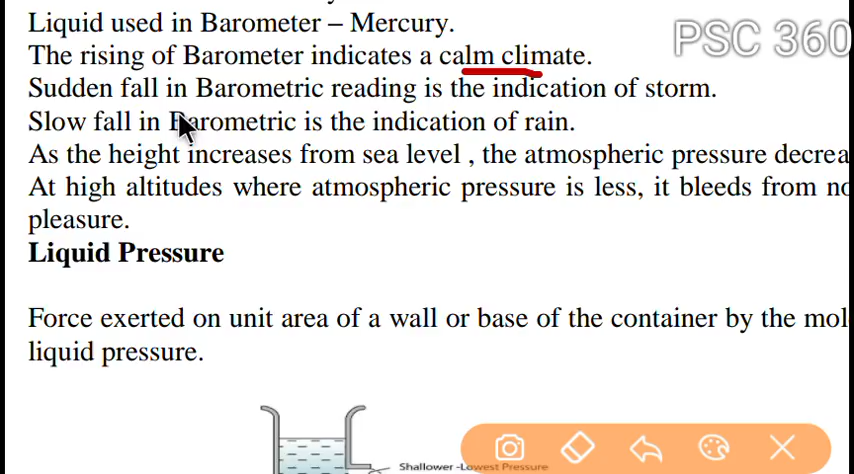 Liquid used in Barometer – Mercury.
PSC 360
The rising of Barometer indicates a calm climate.
Sudden fall in Barometric reading is the indication of storm.
Slow fall in Barometric is the indication of rain.
As the height increases from sea level , the atmospheric pressure decrea
At high altitudes where atmospheric pressure is less, it bleeds from no
pleasure.
Liquid Pressure
Force exerted on unit area of a wall or base of the container by the mol
liquid pressure.
Shallower -Lowest Pressure